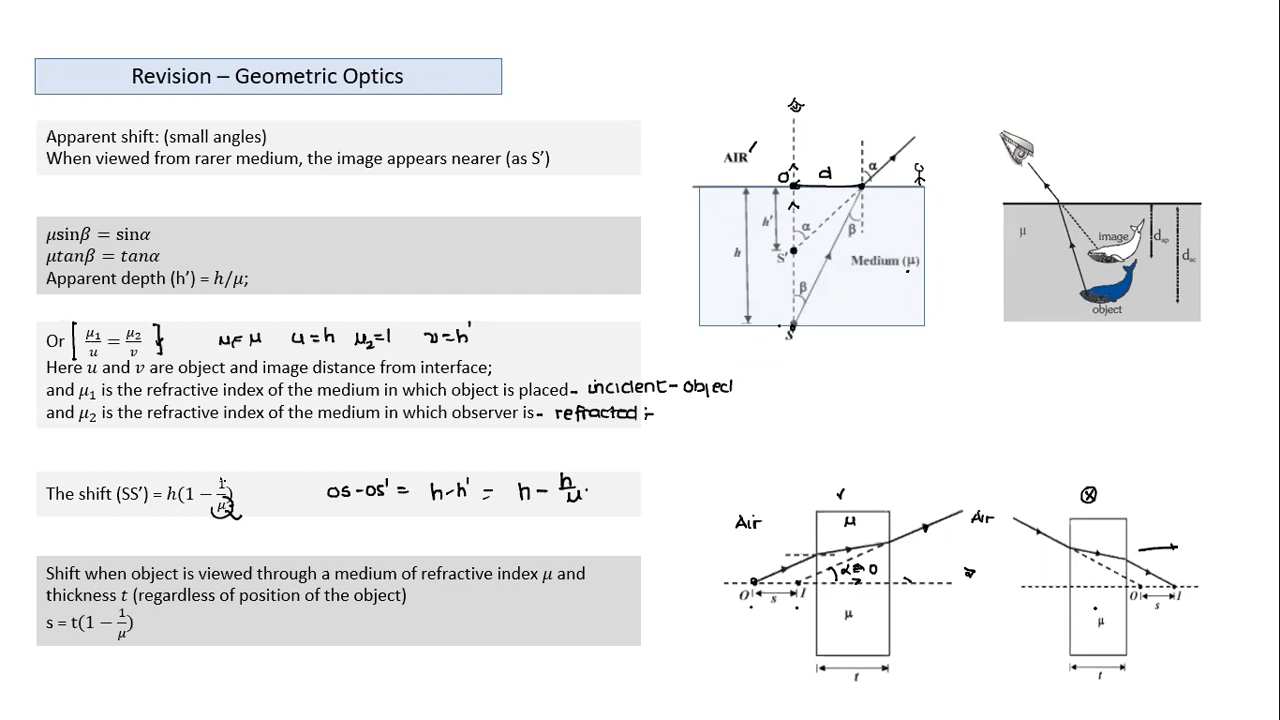 Revision – Geometric Optics
Apparent shift: (small angles)
When viewed from rarer medium, the image appears nearer (as S′)
μsinβ = sinα
μtanβ = tanα
Apparent depth (h′) = h/μ;
Or [ μ₁/u = μ₂/v ] μ₁= μ u=h μ₂=1 v=h'
Here u and v are object and image distance from interface;
and μ₁ is the refractive index of the medium in which object is placed - incident-object
and μ₂ is the refractive index of the medium in which observer is - refracted :-
The shift (SS′) = h(1 − 1/μ) OS-OS' = h-h' = h - h/μ
Shift when object is viewed through a medium of refractive index μ and
thickness t (regardless of position of the object)
s = t(1 − 1/μ)
AIR
O
d
α
h'
h
α
β
S'
Medium (μ)
β
S
μ
image
d_ap
d_ac
object
Air
μ
Air
α≈0
O
s
I
μ
t
O
s
I
μ
t